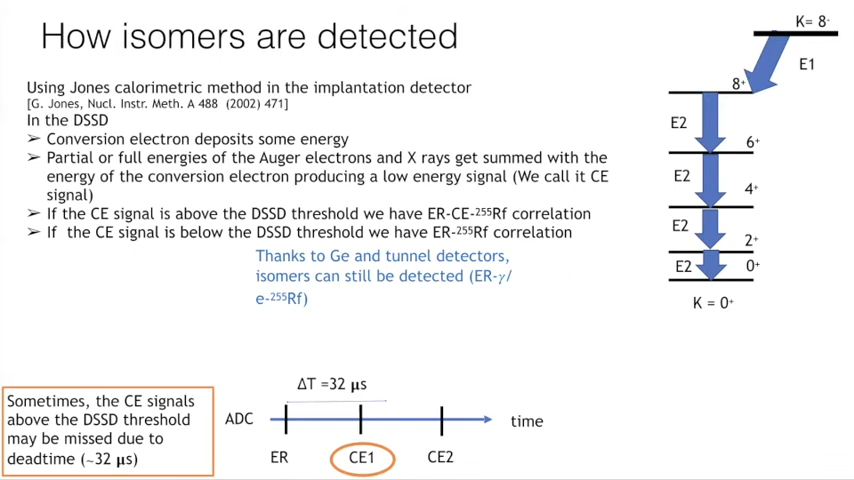 How isomers are detected
Using Jones calorimetric method in the implantation detector
[G. Jones, Nucl. Instr. Meth. A 488 (2002) 471]
In the DSSD
➢ Conversion electron deposits some energy
➢ Partial or full energies of the Auger electrons and X rays get summed with the
energy of the conversion electron producing a low energy signal (We call it CE
signal)
➢ If the CE signal is above the DSSD threshold we have ER-CE-²⁵⁵Rf correlation
➢ If the CE signal is below the DSSD threshold we have ER-²⁵⁵Rf correlation
Thanks to Ge and tunnel detectors,
isomers can still be detected (ER-γ/
e-²⁵⁵Rf)
K= 8⁻
E1
8⁺
E2
6⁺
E2
4⁺
E2
2⁺
E2
0⁺
K = 0⁺
Sometimes, the CE signals
above the DSSD threshold
may be missed due to
deadtime (~32 μs)
ΔT =32 μs
ADC
time
ER
CE1
CE2